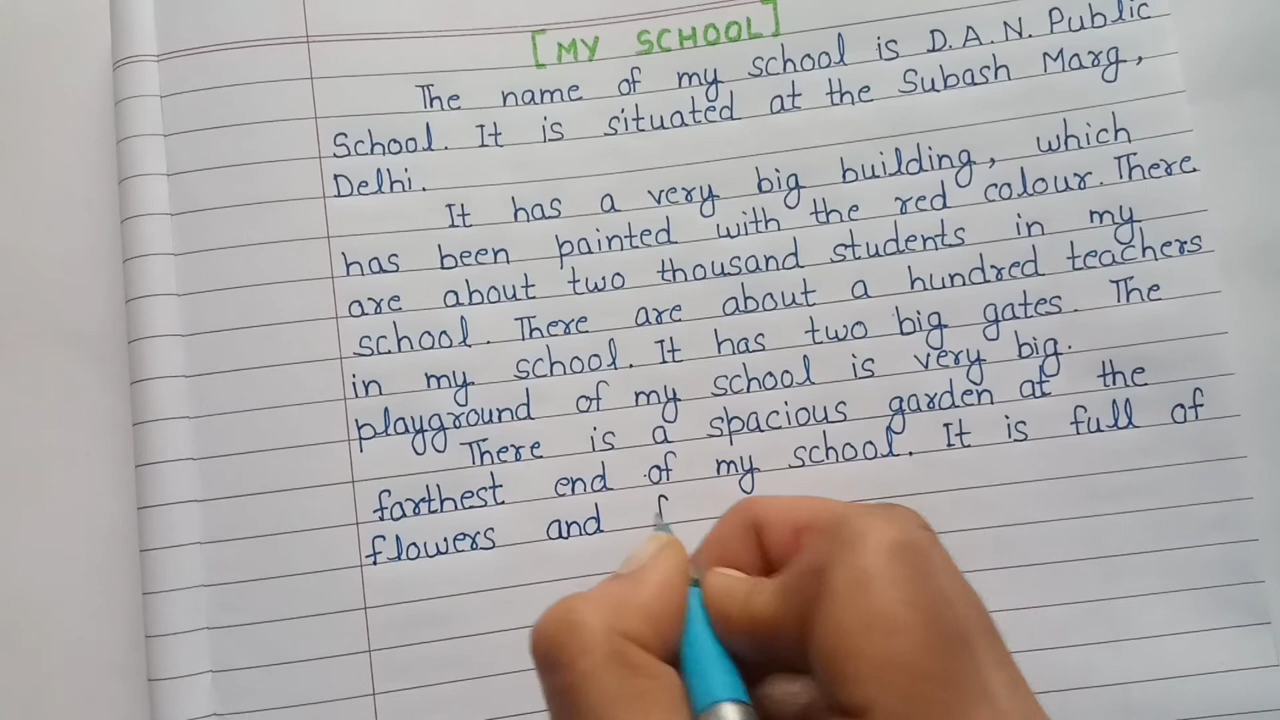 [MY SCHOOL]
The name of my school is D.A.N. Public
School. It is situated at the Subash Marg,
Delhi.
It has a very big building, which
has been painted with the red colour. There
are about two thousand students in my
school. There are about a hundred teachers
in my school. It has two big gates. The
playground of my school is very big.
There is a spacious garden at the
farthest end of my school. It is full of
flowers and